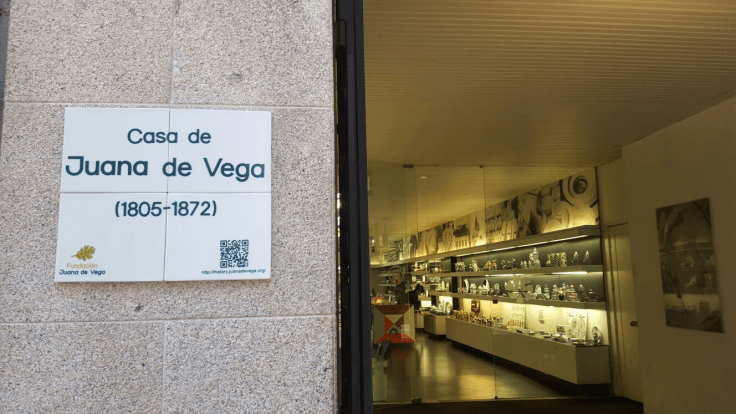 Casa de
Juana de Vega
(1805-1872)
Fundación
Juana de Vega
http://history.juanadevega.org/